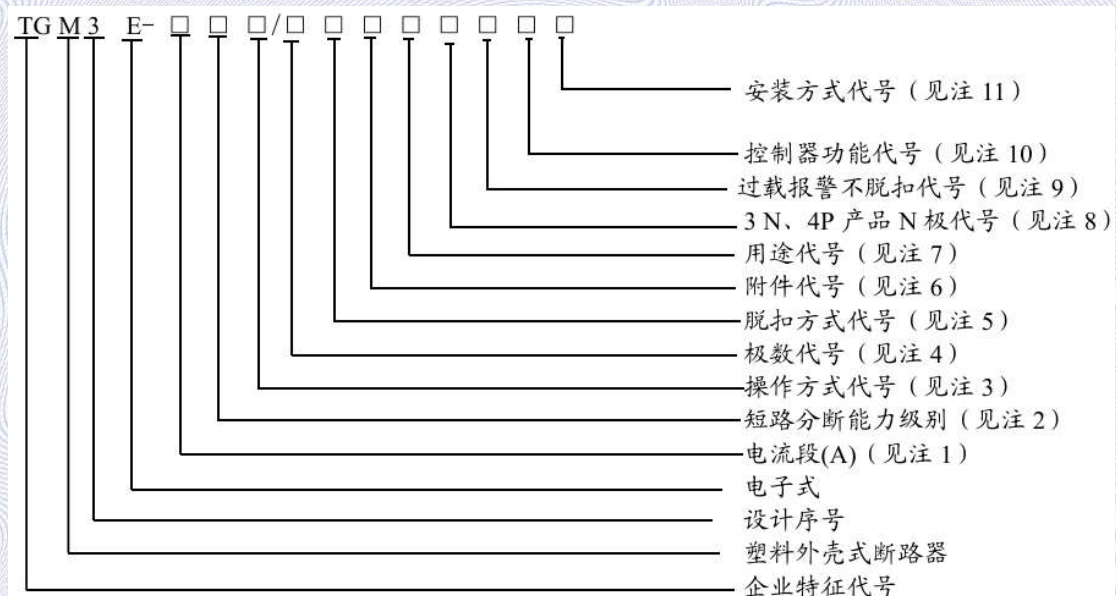 TG M 3 E-□ □ □/□ □ □ □ □ □ □ □
安装方式代号（见注 11）
控制器功能代号（见注 10）
过载报警不脱扣代号（见注 9）
3 N、4P 产品 N 极代号（见注 8）
用途代号（见注 7）
附件代号（见注 6）
脱扣方式代号（见注 5）
极数代号（见注 4）
操作方式代号（见注 3）
短路分断能力级别（见注 2）
电流段(A)（见注 1）
电子式
设计序号
塑料外壳式断路器
企业特征代号